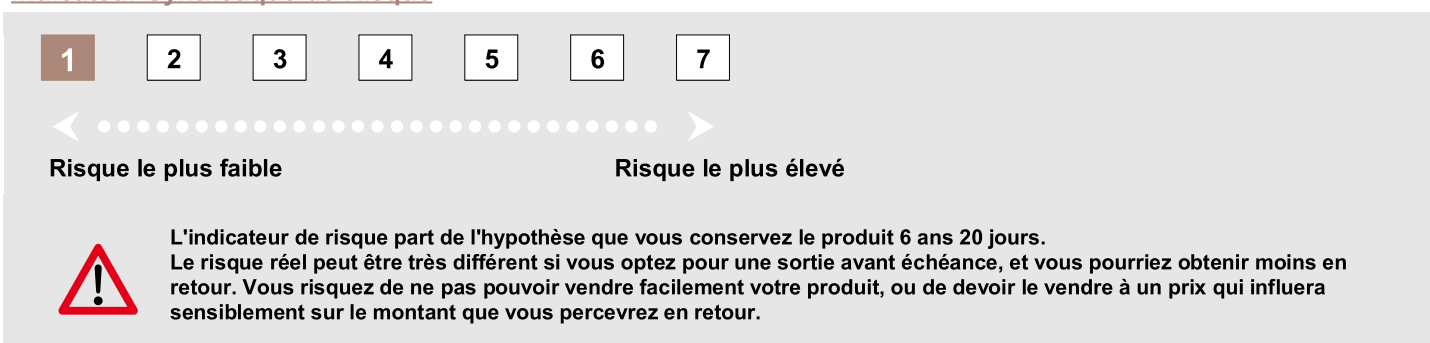 1 2 3 4 5 6 7
Risque le plus faible Risque le plus élevé
L'indicateur de risque part de l'hypothèse que vous conservez le produit 6 ans 20 jours.
Le risque réel peut être très différent si vous optez pour une sortie avant échéance, et vous pourriez obtenir moins en
retour. Vous risquez de ne pas pouvoir vendre facilement votre produit, ou de devoir le vendre à un prix qui influera
sensiblement sur le montant que vous percevrez en retour.